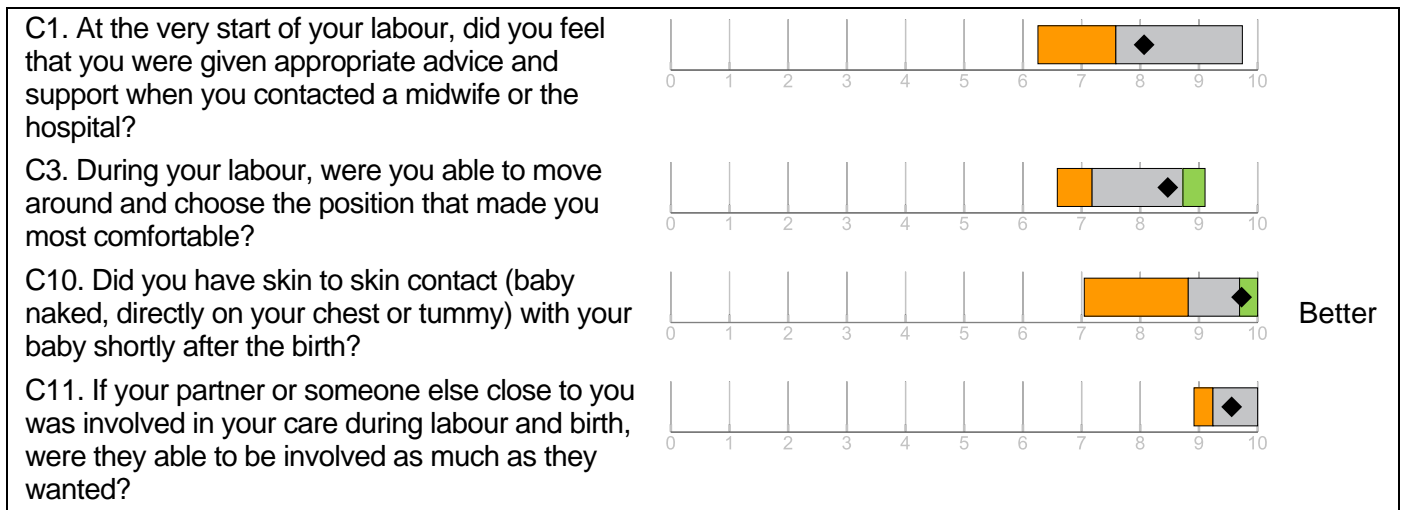 C1. At the very start of your labour, did you feel
that you were given appropriate advice and
support when you contacted a midwife or the
hospital?
0 1 2 3 4 5 6 7 8 9 10
C3. During your labour, were you able to move
around and choose the position that made you
most comfortable?
0 1 2 3 4 5 6 7 8 9 10
C10. Did you have skin to skin contact (baby
naked, directly on your chest or tummy) with your
baby shortly after the birth?
0 1 2 3 4 5 6 7 8 9 10
Better
C11. If your partner or someone else close to you
was involved in your care during labour and birth,
were they able to be involved as much as they
wanted?
0 1 2 3 4 5 6 7 8 9 10